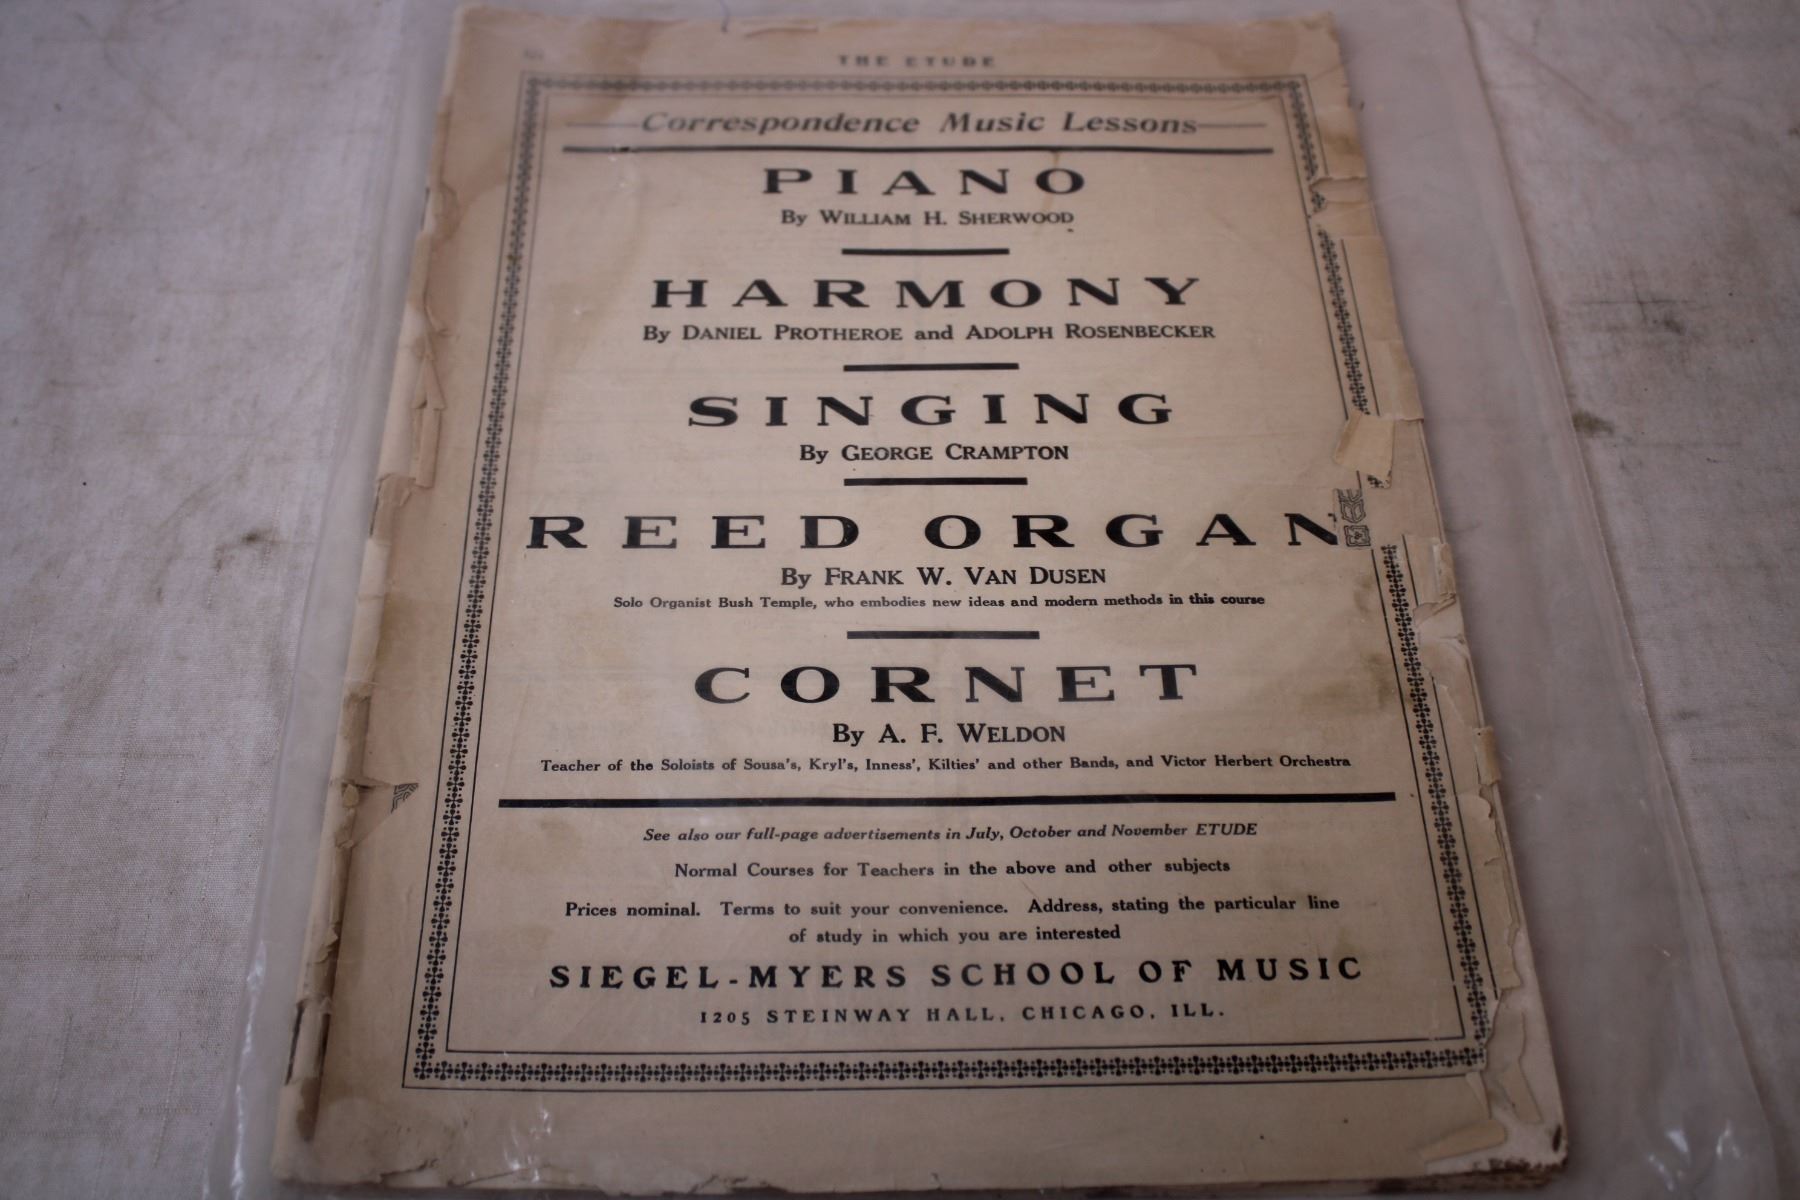 THE ETUDE
Correspondence Music Lessons
PIANO
By WILLIAM H. SHERWOOD
HARMONY
By DANIEL PROTHEROE and ADOLPH ROSENBECKER
SINGING
By GEORGE CRAMPTON
REED ORGAN
By FRANK W. VAN DUSEN
Solo Organist Bush Temple, who embodies new ideas and modern methods in this course
CORNET
By A. F. WELDON
Teacher of the Soloists of Sousa's, Kryl's, Inness', Kilties' and other Bands, and Victor Herbert Orchestra
See also our full-page advertisements in July, October and November ETUDE
Normal Courses for Teachers in the above and other subjects
Prices nominal. Terms to suit your convenience. Address, stating the particular line
of study in which you are interested
SIEGEL-MYERS SCHOOL OF MUSIC
1205 STEINWAY HALL, CHICAGO, ILL.